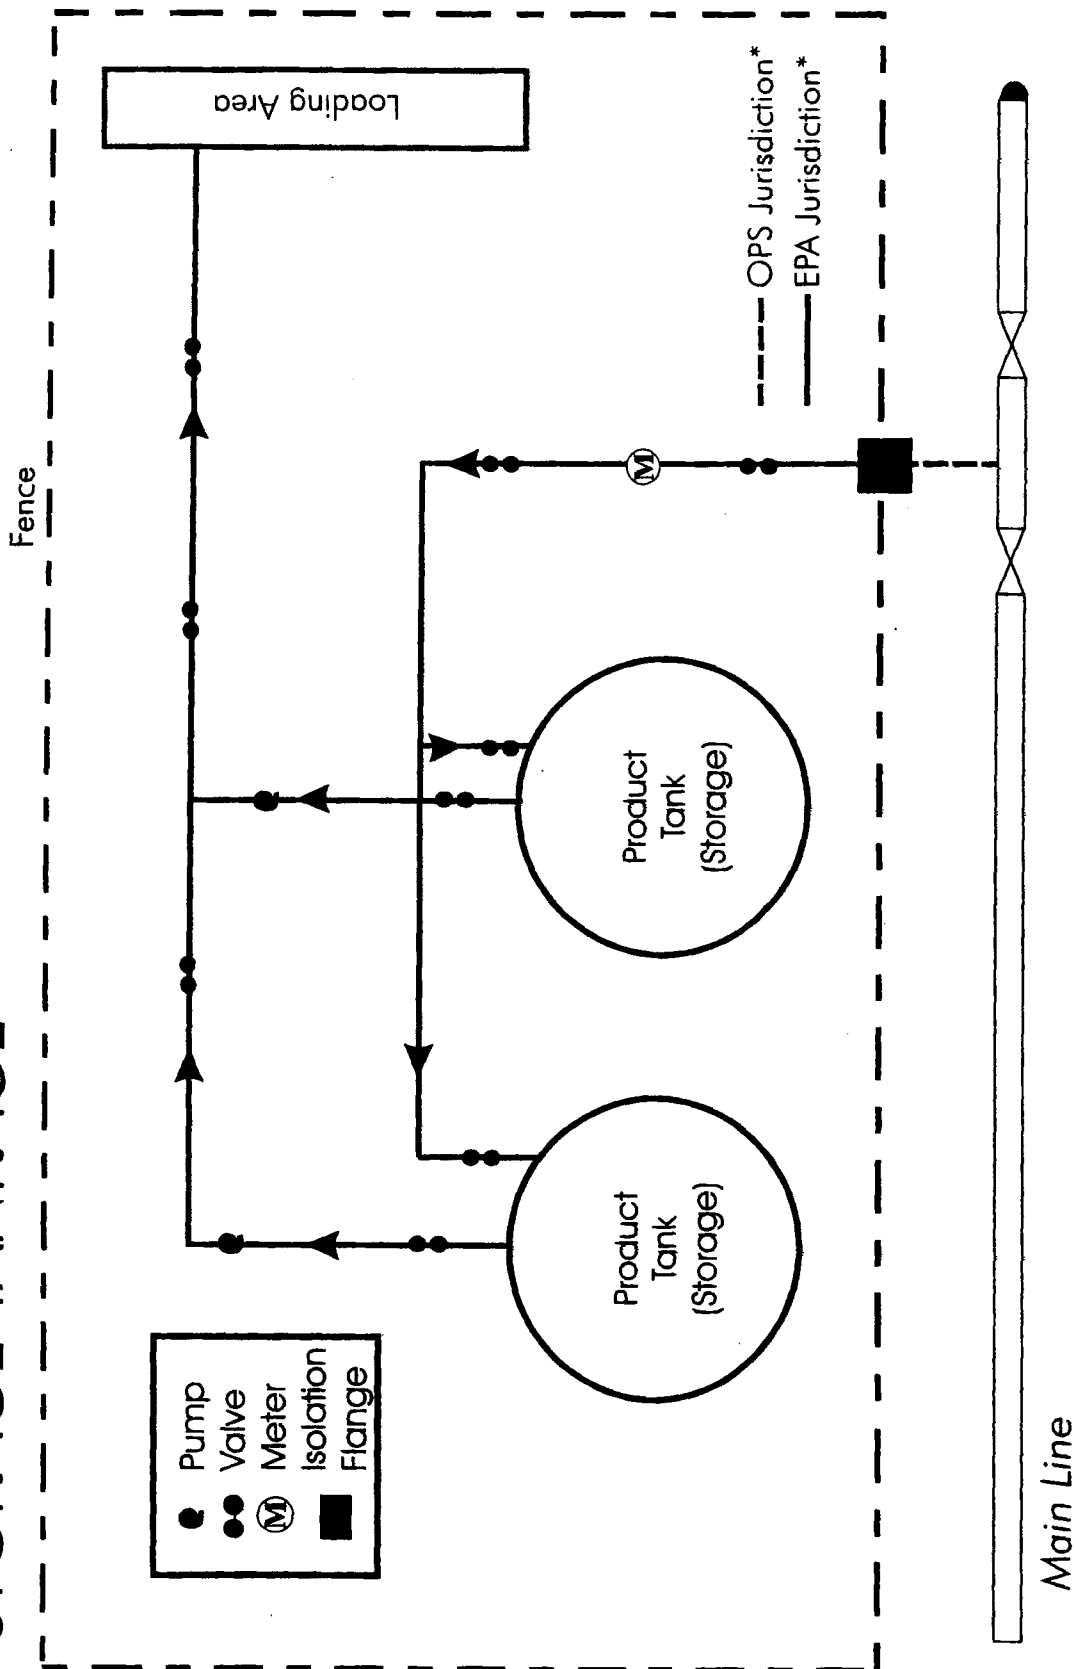 Fence
Loading Area
OPS Jurisdiction*
EPA Jurisdiction*
Product
Tank
(Storage)
Product
Tank
(Storage)
Pump
Valve
M Meter
Isolation
Flange
M
Main Line